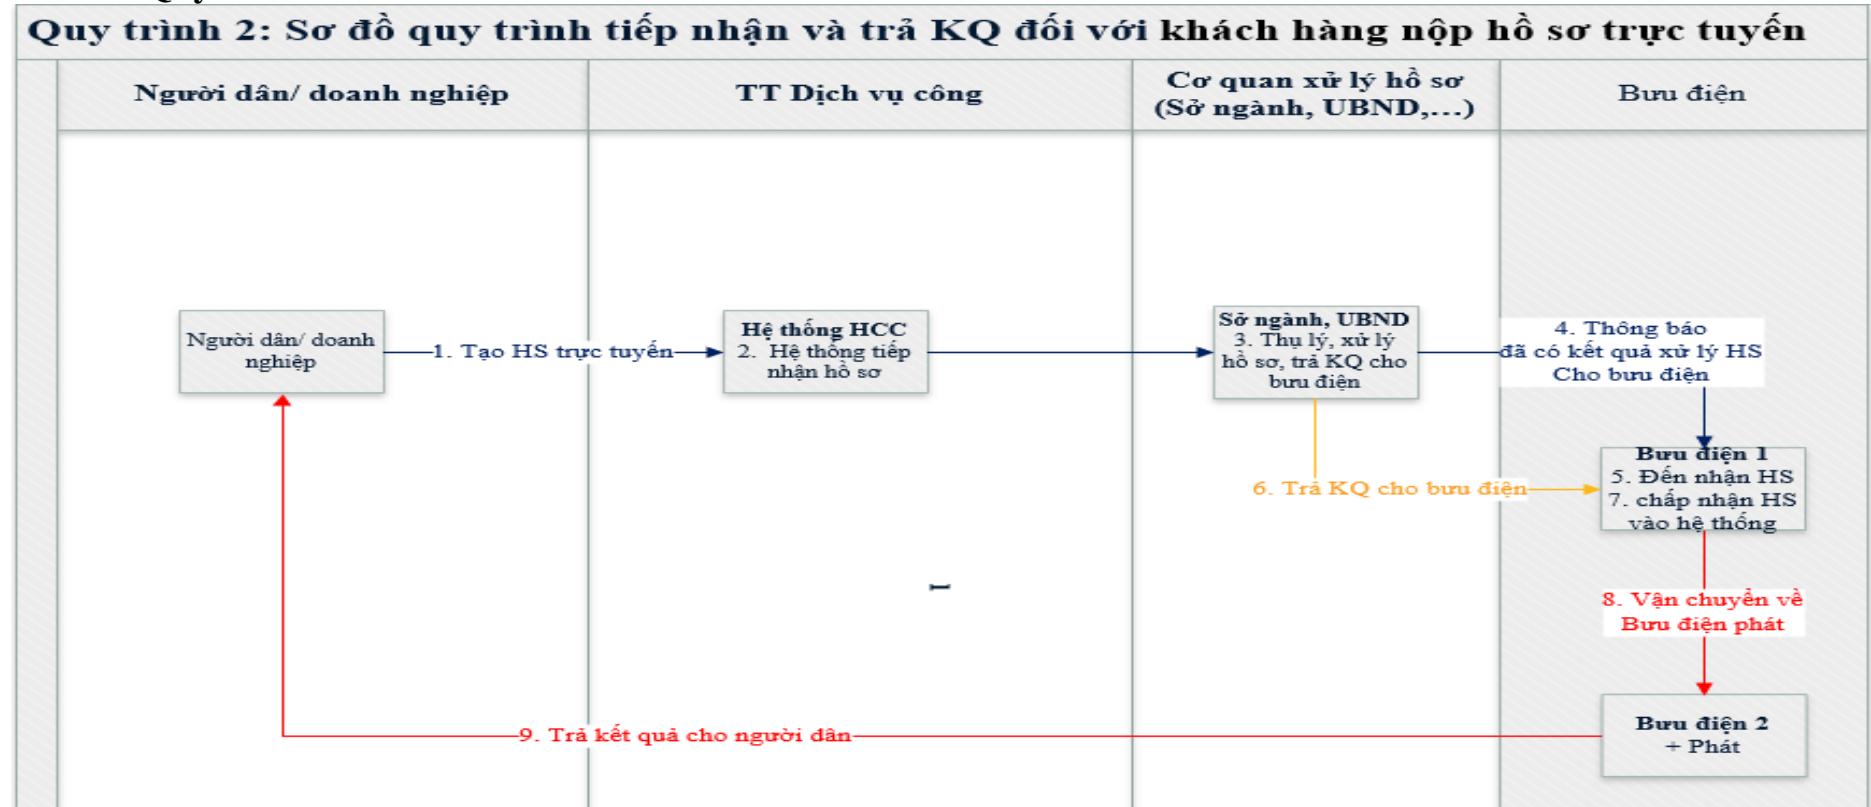 Quy trình 2: Sơ đồ quy trình tiếp nhận và trả KQ đối với khách hàng nộp hồ sơ trực tuyến
Người dân/ doanh nghiệp
TT Dịch vụ công
Cơ quan xử lý hồ sơ
(Sở ngành, UBND,...)
Bưu điện
Người dân/ doanh
nghiệp
1. Tạo HS trực tuyến
Hệ thống HCC
2. Hệ thống tiếp
nhận hồ sơ
Sở ngành, UBND
3. Thụ lý, xử lý
hồ sơ, trả KQ cho
bưu điện
4. Thông báo
đã có kết quả xử lý HS
Cho bưu điện
Bưu điện 1
5. Đến nhận HS
7. chấp nhận HS
vào hệ thống
6. Trả KQ cho bưu điện
8. Vận chuyển về
Bưu điện phát
Bưu điện 2
+ Phát
9. Trả kết quả cho người dân